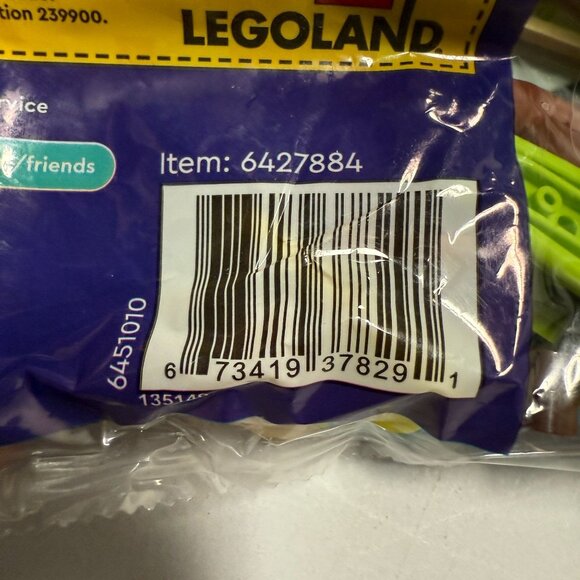 tion 239900.
LEGOLAND
vice
/friends
Item: 6427884
6451010
6 73419 37829 1